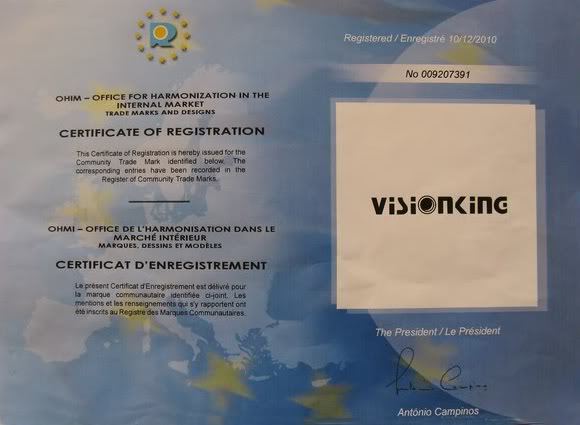 OHIM – OFFICE FOR HARMONIZATION IN THE
INTERNAL MARKET
TRADE MARKS AND DESIGNS
CERTIFICATE OF REGISTRATION
This Certificate of Registration is hereby issued for the
Community Trade Mark identified below. The
corresponding entries have been recorded in the
Register of Community Trade Marks.
OHMI – OFFICE DE L'HARMONISATION DANS LE
MARCHÉ INTÉRIEUR
MARQUES, DESSINS ET MODÈLES
CERTIFICAT D'ENREGISTREMENT
Le présent Certificat d'Enregistrement est délivré pour
la marque communautaire identifiée ci-joint. Les
mentions et les renseignements qui s'y rapportent ont
été inscrits au Registre des Marques Communautaires.
Registered / Enregistré 10/12/2010
No 009207391
VISIONKING
The President / Le Président
António Campinos
António Campinos